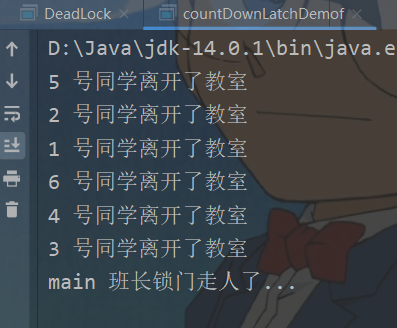 DeadLock
countDownLatchDemof
D:\Java\jdk-14.0.1\bin\java.e
5 号同学离开了教室
2 号同学离开了教室
1 号同学离开了教室
6 号同学离开了教室
4 号同学离开了教室
3 号同学离开了教室
main 班长锁门走人了...